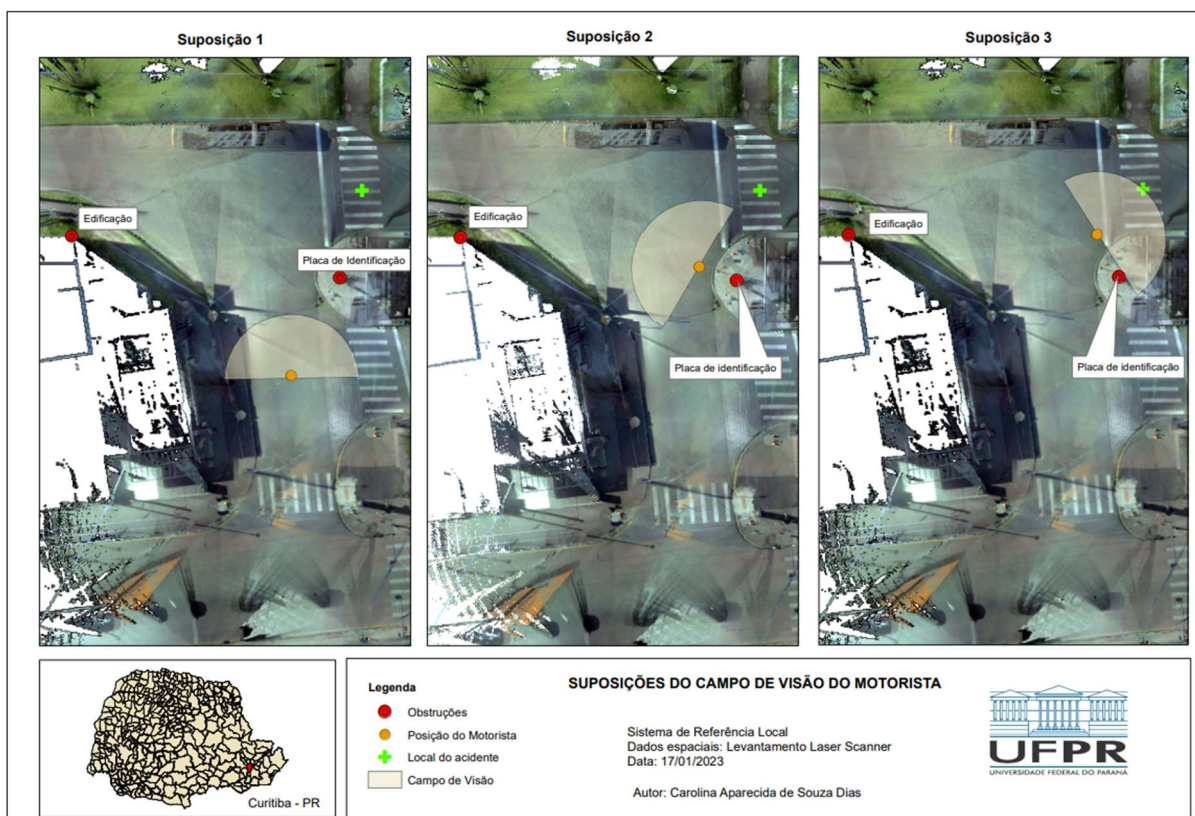 Suposição 1
Suposição 2
Suposição 3
Edificação
Placa de Identificação
Edificação
Placa de identificação
Edificação
Placa de identificação
Curitiba - PR
Legenda
Obstruções
Posição do Motorista
Local do acidente
Campo de Visão
SUPOSIÇÕES DO CAMPO DE VISÃO DO MOTORISTA
Sistema de Referência Local
Dados espaciais: Levantamento Laser Scanner
Data: 17/01/2023
Autor: Carolina Aparecida de Souza Dias
UFPR
UNIVERSIDADE FEDERAL DO PARANÁ